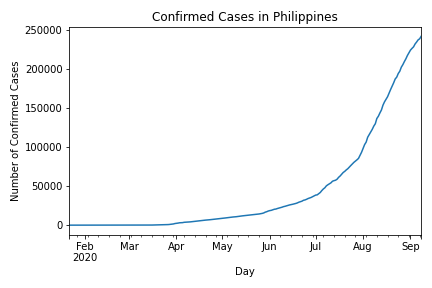 Confirmed Cases in Philippines
250000
200000
150000
100000
50000
0
Number of Confirmed Cases
Feb Mar Apr May Jun Jul Aug Sep
2020
Day